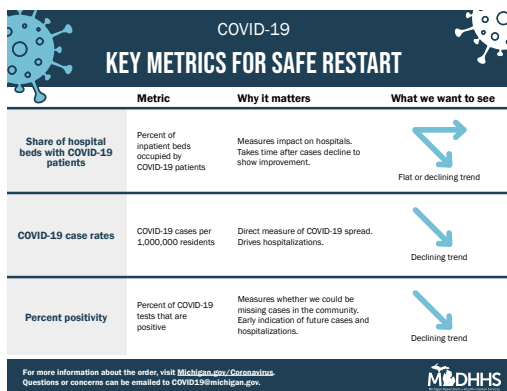 COVID-19
KEY METRICS FOR SAFE RESTART
Metric
Why it matters
What we want to see
Share of hospital
beds with COVID-19
patients
Percent of
inpatient beds
occupied by
COVID-19 patients
Measures impact on hospitals.
Takes time after cases decline to
show improvement.
Flat or declining trend
COVID-19 case rates
COVID-19 cases per
1,000,000 residents
Direct measure of COVID-19 spread.
Drives hospitalizations.
Declining trend
Percent positivity
Percent of COVID-19
tests that are
positive
Measures whether we could be
missing cases in the community.
Early indication of future cases and
hospitalizations.
Declining trend
For more information about the order, visit Michigan.gov/Coronavirus.
Questions or concerns can be emailed to COVID19@michigan.gov.
MDHHS
Michigan Department of Health & Human Services